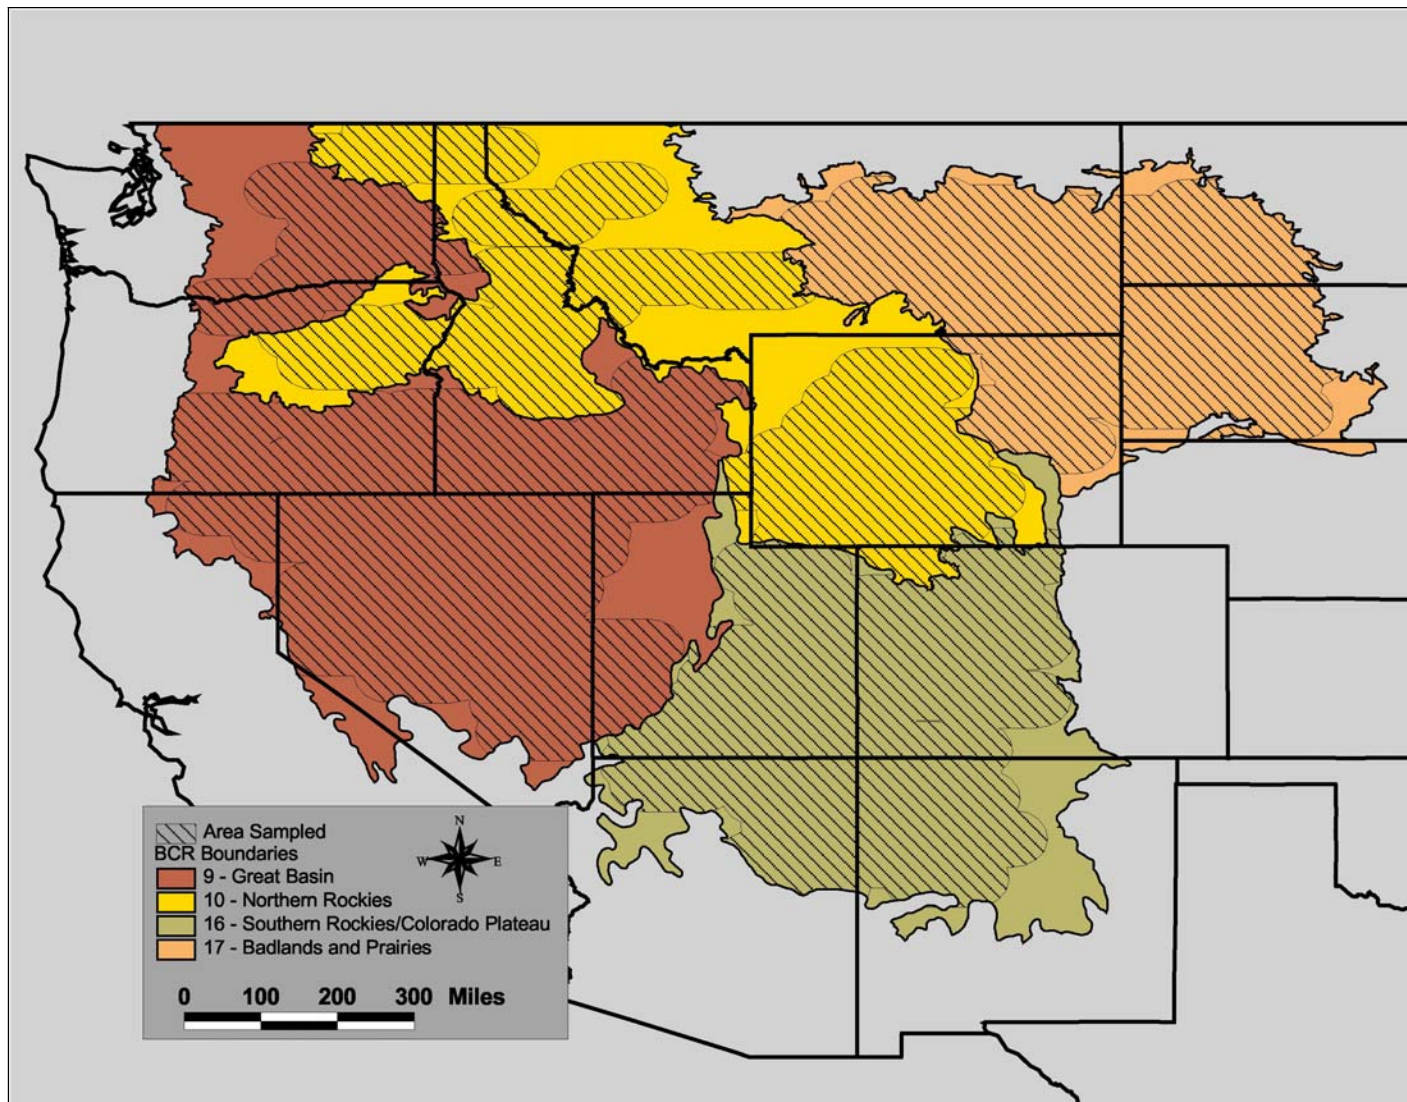 N
Area Sampled
BCR Boundaries
W E
9 - Great Basin
S
10 - Northern Rockies
16 - Southern Rockies/Colorado Plateau
17 - Badlands and Prairies
0 100 200 300 Miles